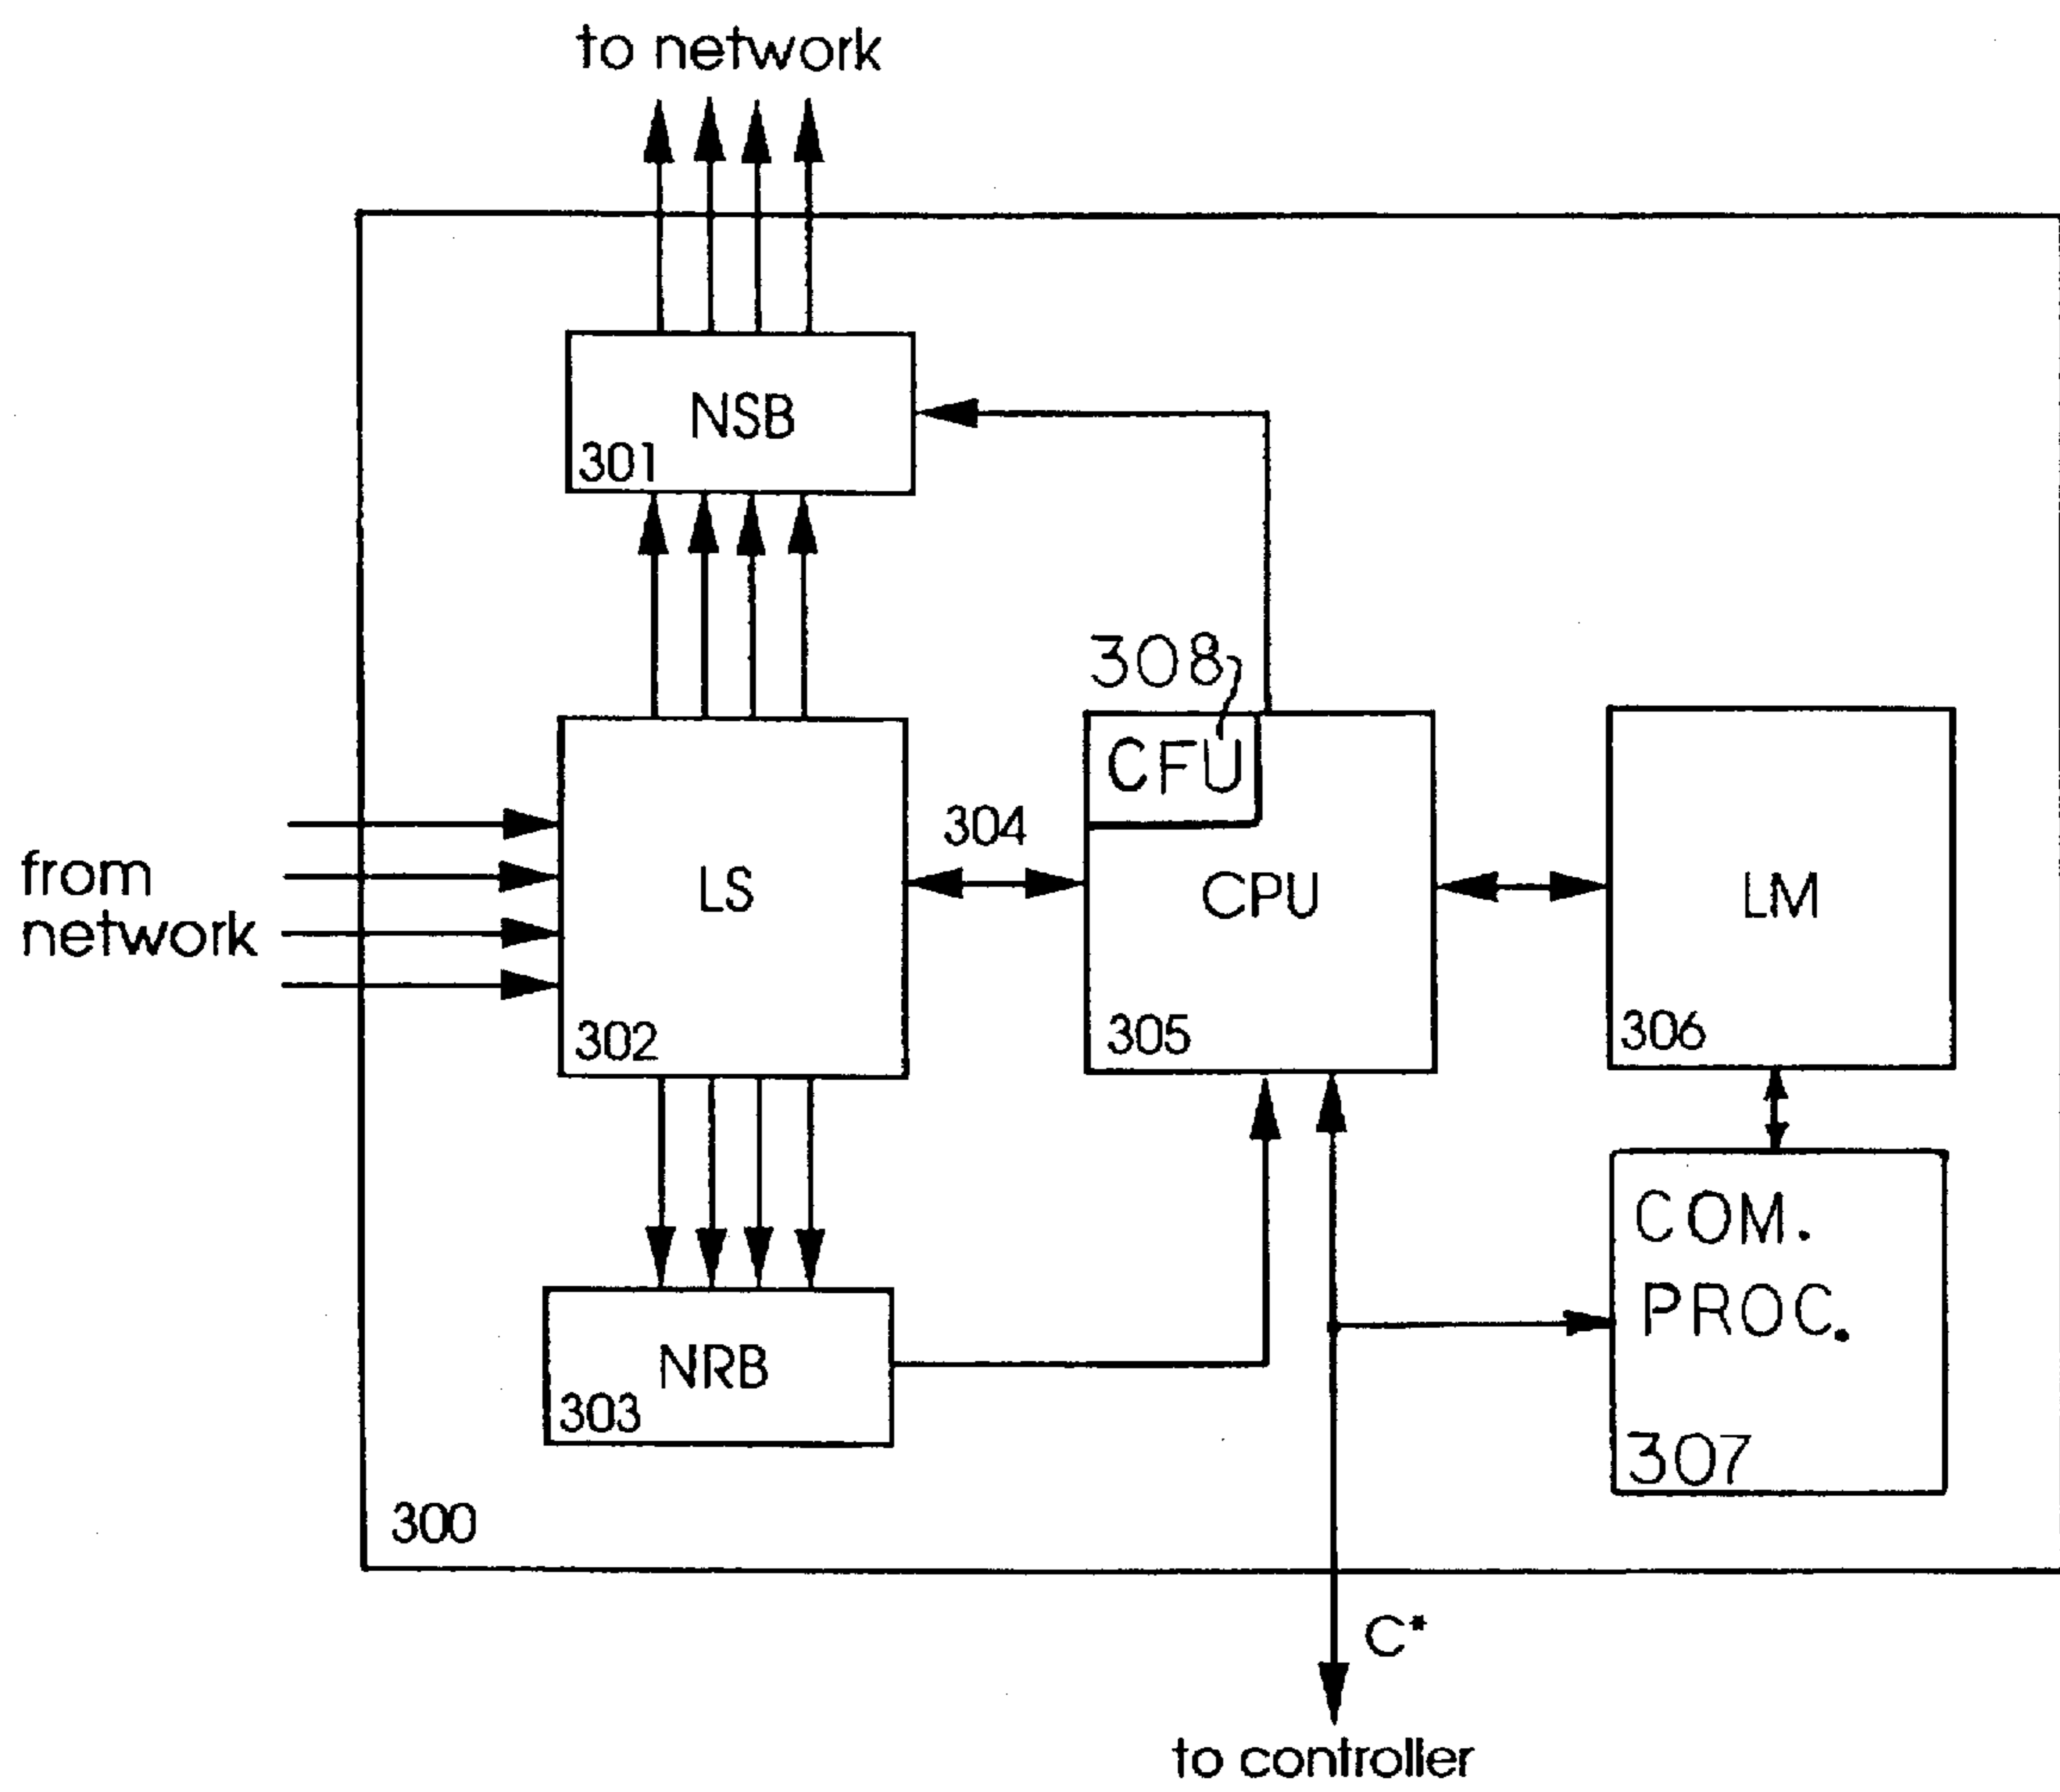 to network
NSB
301
308
CFU
304
from
network
LS
CPU
LM
302
305
306
COM.
PROC.
NRB
303
307
300
C*
to controller